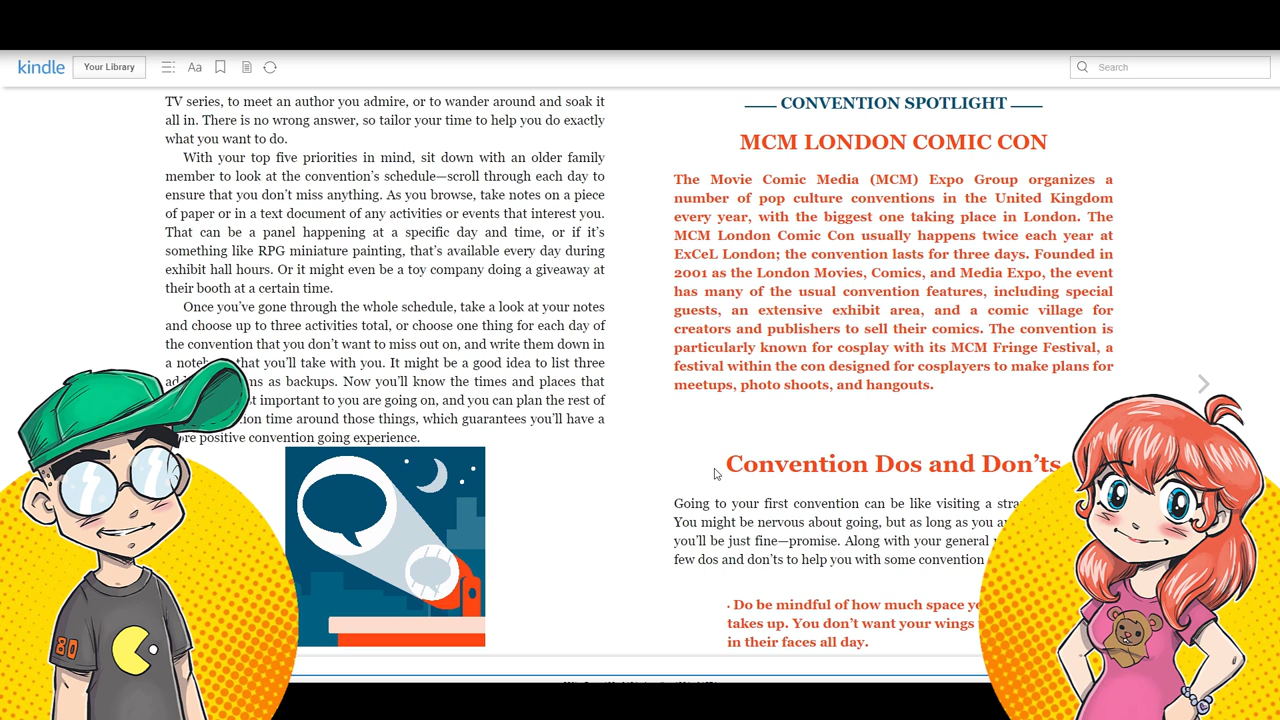 kindle
Your Library
Aa
Search
TV series, to meet an author you admire, or to wander around and soak it
all in. There is no wrong answer, so tailor your time to help you do exactly
what you want to do.
With your top five priorities in mind, sit down with an older family
member to look at the convention's schedule—scroll through each day to
ensure that you don't miss anything. As you browse, take notes on a piece
of paper or in a text document of any activities or events that interest you.
That can be a panel happening at a specific day and time, or if it's
something like RPG miniature painting, that's available every day during
exhibit hall hours. Or it might even be a toy company doing a giveaway at
their booth at a certain time.
Once you've gone through the whole schedule, take a look at your notes
and choose up to three activities total, or choose one thing for each day of
the convention that you don't want to miss out on, and write them down in
a that you'll take with you. It might be a good idea to list three
as backups. Now you'll know the times and places that
important to you are going on, and you can plan the rest of
time around those things, which guarantees you'll have a
positive convention going experience.
CONVENTION SPOTLIGHT
MCM LONDON COMIC CON
The Movie Comic Media (MCM) Expo Group organizes a
number of pop culture conventions in the United Kingdom
every year, with the biggest one taking place in London. The
MCM London Comic Con usually happens twice each year at
ExCeL London; the convention lasts for three days. Founded in
2001 as the London Movies, Comics, and Media Expo, the event
has many of the usual convention features, including special
guests, an extensive exhibit area, and a comic village for
creators and publishers to sell their comics. The convention is
particularly known for cosplay with its MCM Fringe Festival, a
festival within the con designed for cosplayers to make plans for
meetups, photo shoots, and hangouts.
Convention Dos and Don'ts
Going to your first convention can be like visiting a
You might be nervous about going, but as long as you
you'll be just fine—promise. Along with your general
few dos and don'ts to help you with some convention
· Do be mindful of how much space
takes up. You don't want your wings
in their faces all day.
80